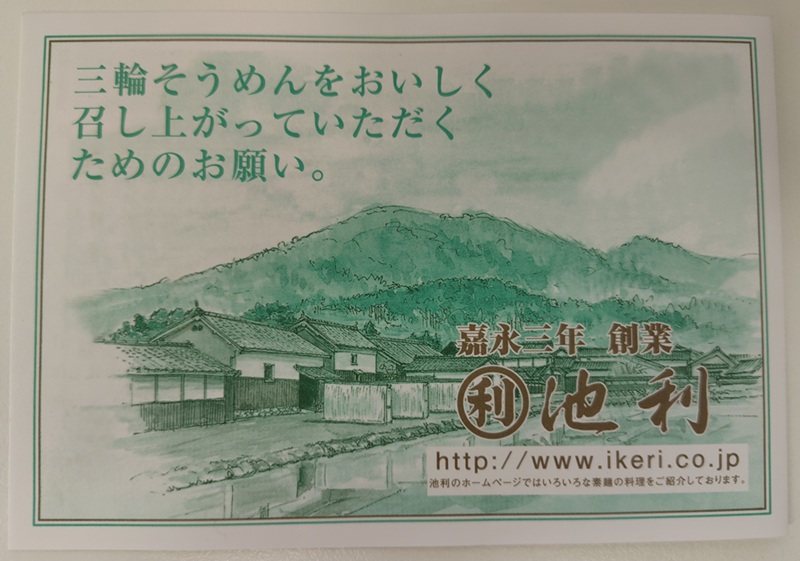 三輪そうめんをおいしく
召し上がっていただく
ためのお願い。
嘉永三年 創業
利 池利
http://www.ikeri.co.jp
池利のホームページではいろいろな素麺の料理をご紹介しております。